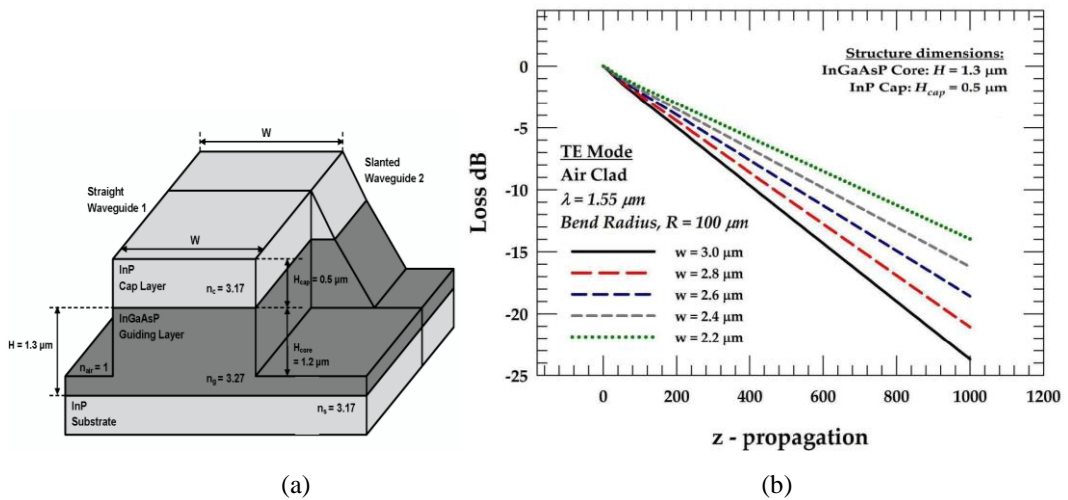 W
Straight
Waveguide 1
Slanted
Waveguide 2
W
InP
Cap Layer
n_c = 3.17
H_cap = 0.5 µm
InGaAsP
Guiding Layer
H = 1.3 µm
H_core
= 1.2 µm
n_air = 1
n_g = 3.27
InP
Substrate
n_s = 3.17
(a)
Structure dimensions:
InGaAsP Core: H = 1.3 µm
InP Cap: H_cap = 0.5 µm
Loss dB
0
-5
-10
-15
-20
-25
TE Mode
Air Clad
λ = 1.55 µm
Bend Radius, R = 100 µm
w = 3.0 µm
w = 2.8 µm
w = 2.6 µm
w = 2.4 µm
w = 2.2 µm
0 200 400 600 800 1000 1200
z - propagation
(b)